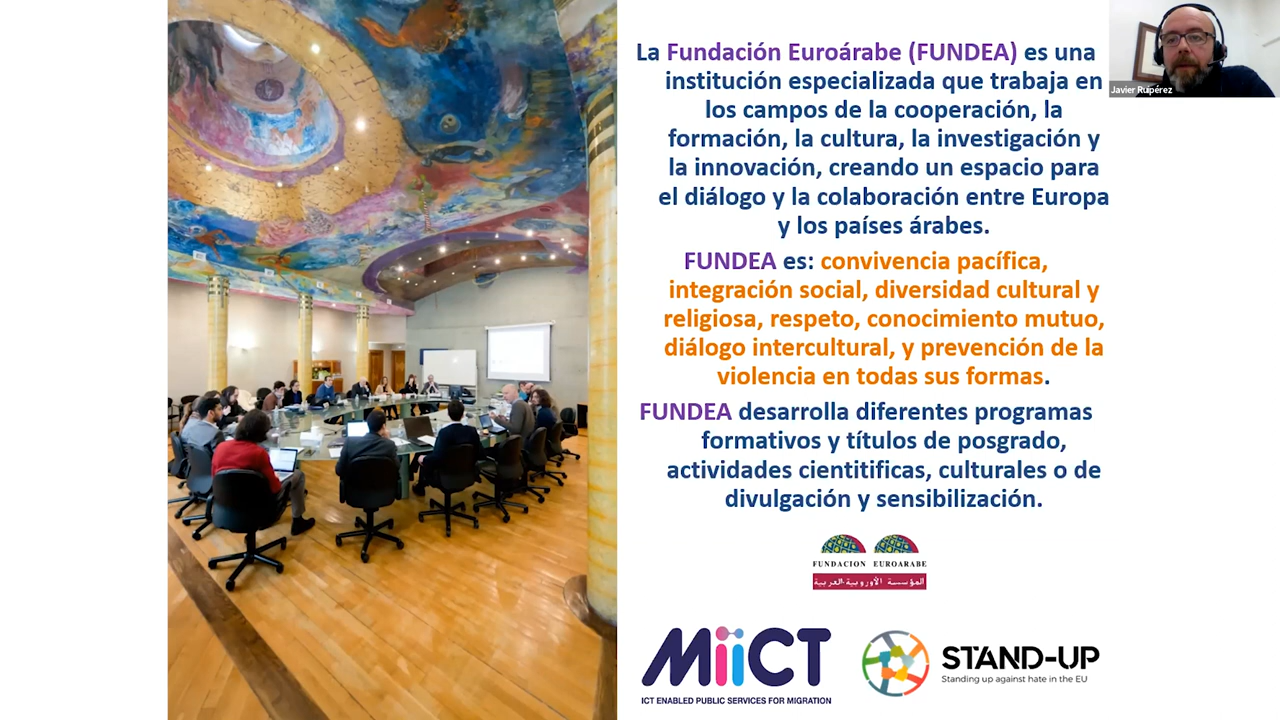 La Fundación Euroárabe (FUNDEA) es una
institución especializada que trabaja en
los campos de la cooperación, la
formación, la cultura, la investigación y
la innovación, creando un espacio para
el diálogo y la colaboración entre Europa
y los países árabes.
FUNDEA es: convivencia pacífica,
integración social, diversidad cultural y
religiosa, respeto, conocimiento mutuo,
diálogo intercultural, y prevención de la
violencia en todas sus formas.
FUNDEA desarrolla diferentes programas
formativos y títulos de posgrado,
actividades cientitificas, culturales o de
divulgación y sensibilización.
Javier Ruipérez
FUNDACION EUROARABE
المؤسسة الأوروبية-العربية
MiiCT
ICT ENABLED PUBLIC SERVICES FOR MIGRATION
STAND-UP
Standing up against hate in the EU